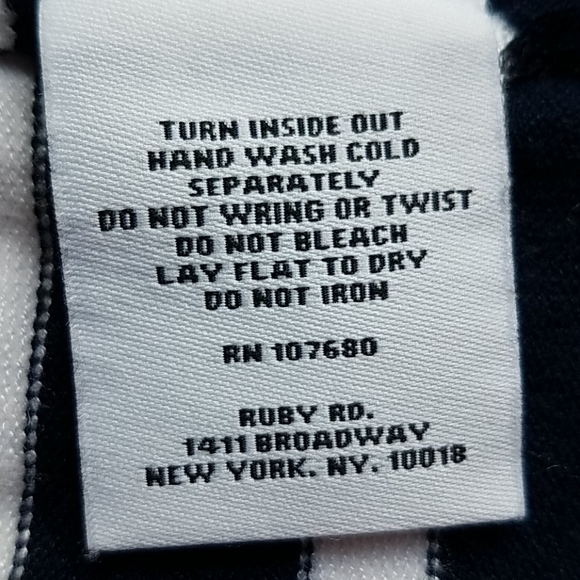 TURN INSIDE OUT
HAND WASH COLD
SEPARATELY
DO NOT WRING OR TWIST
DO NOT BLEACH
LAY FLAT TO DRY
DO NOT IRON
RN 107680
RUBY RD.
1411 BROADWAY
NEW YORK. NY. 10018